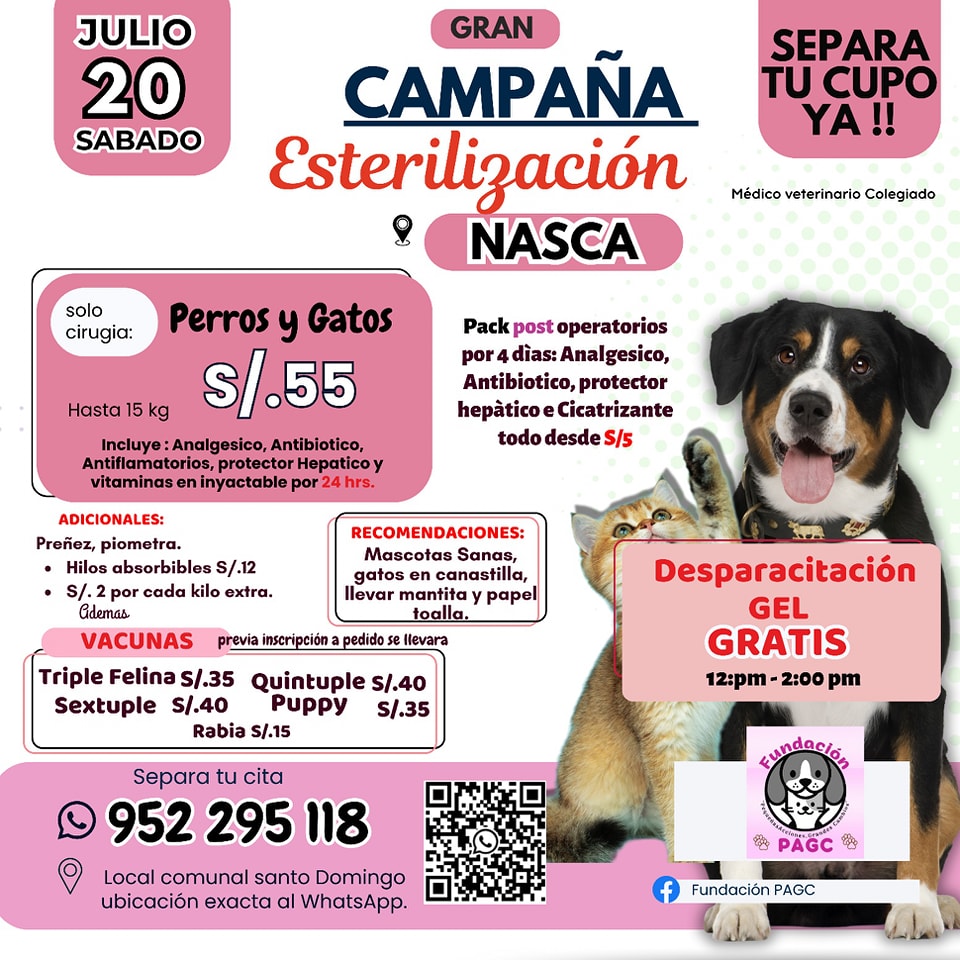 JULIO
20
SABADO
GRAN
CAMPAÑA
Esterilización
NASCA
SEPARA
TU CUPO
YA !!
Médico veterinario Colegiado
solo
cirugia:
Perros y Gatos
S/.55
Hasta 15 kg
Incluye : Analgesico, Antibiotico,
Antiflamatorios, protector Hepatico y
vitaminas en inyactable por 24 hrs.
Pack post operatorios
por 4 dìas: Analgesico,
Antibiotico, protector
hepàtico e Cicatrizante
todo desde S/5
ADICIONALES:
Preñez, piometra.
• Hilos absorbibles S/.12
• S/. 2 por cada kilo extra.
Ademas
RECOMENDACIONES:
Mascotas Sanas,
gatos en canastilla,
llevar mantita y papel
toalla.
VACUNAS previa inscripción a pedido se llevara
Triple Felina S/.35
Sextuple S/.40
Quintuple S/.40
Puppy S/.35
Rabia S/.15
Desparacitación
GEL
GRATIS
12:pm - 2:00 pm
Separa tu cita
952 295 118
Local comunal santo Domingo
ubicación exacta al WhatsApp.
Fundación
Pequeñas Acciones, Grandes Cambios
PAGC
Fundación PAGC